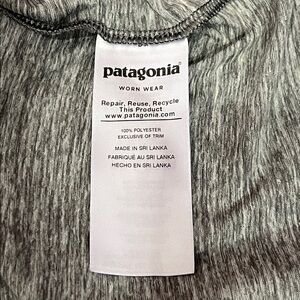 patagonia®
WORN WEAR
Repair, Reuse, Recycle
This Product
www.patagonia.com
100% POLYESTER
EXCLUSIVE OF TRIM
MADE IN SRI LANKA
FABRIQUÉ AU SRI LANKA
HECHO EN SRI LANKA